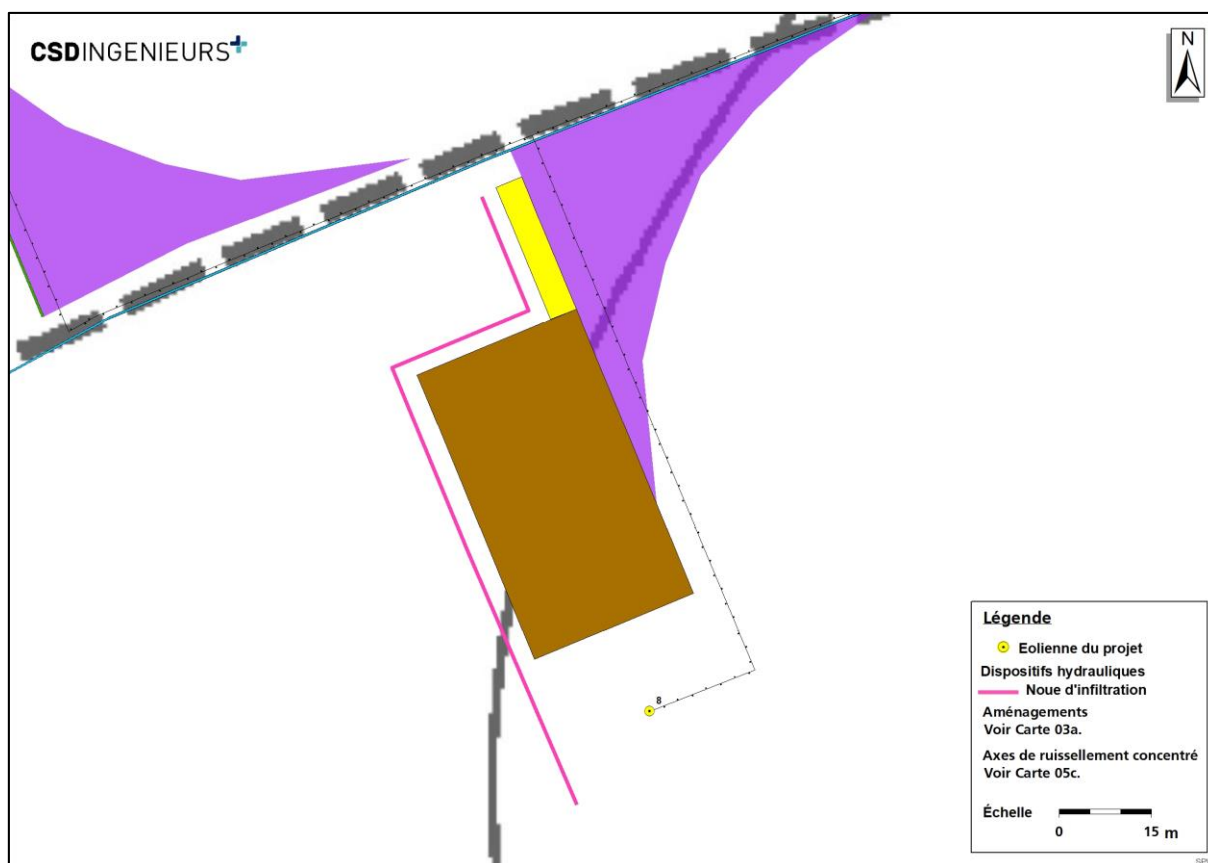 CSDINGENIEURS+
N
8
Légende
Eolienne du projet
Dispositifs hydrauliques
Noue d'infiltration
Aménagements
Voir Carte 03a.
Axes de ruissellement concentré
Voir Carte 05c.
Échelle
0 15 m